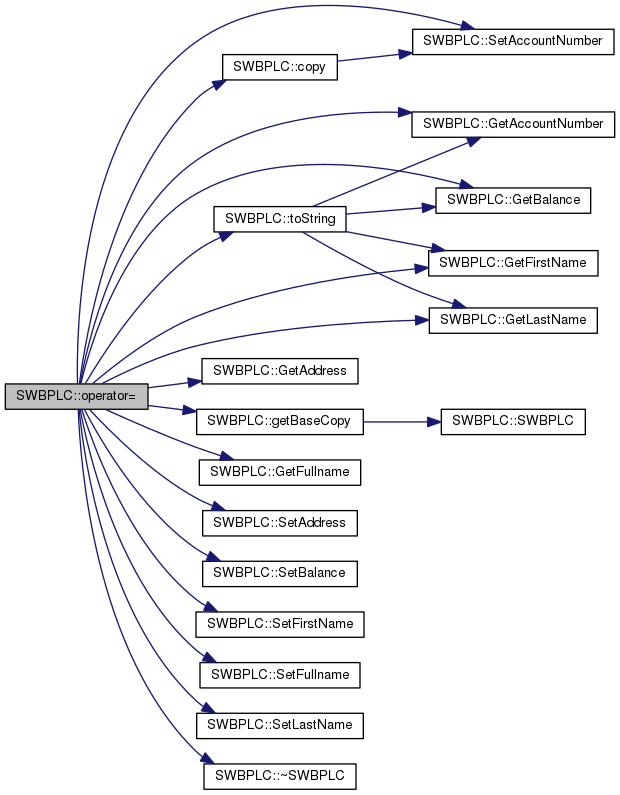 SWBPLC::SetAccountNumber
SWBPLC::copy
SWBPLC::GetAccountNumber
SWBPLC::GetBalance
SWBPLC::toString
SWBPLC::GetFirstName
SWBPLC::GetLastName
SWBPLC::GetAddress
SWBPLC::operator=
SWBPLC::getBaseCopy
SWBPLC::SWBPLC
SWBPLC::GetFullname
SWBPLC::SetAddress
SWBPLC::SetBalance
SWBPLC::SetFirstName
SWBPLC::SetFullname
SWBPLC::SetLastName
SWBPLC::~SWBPLC